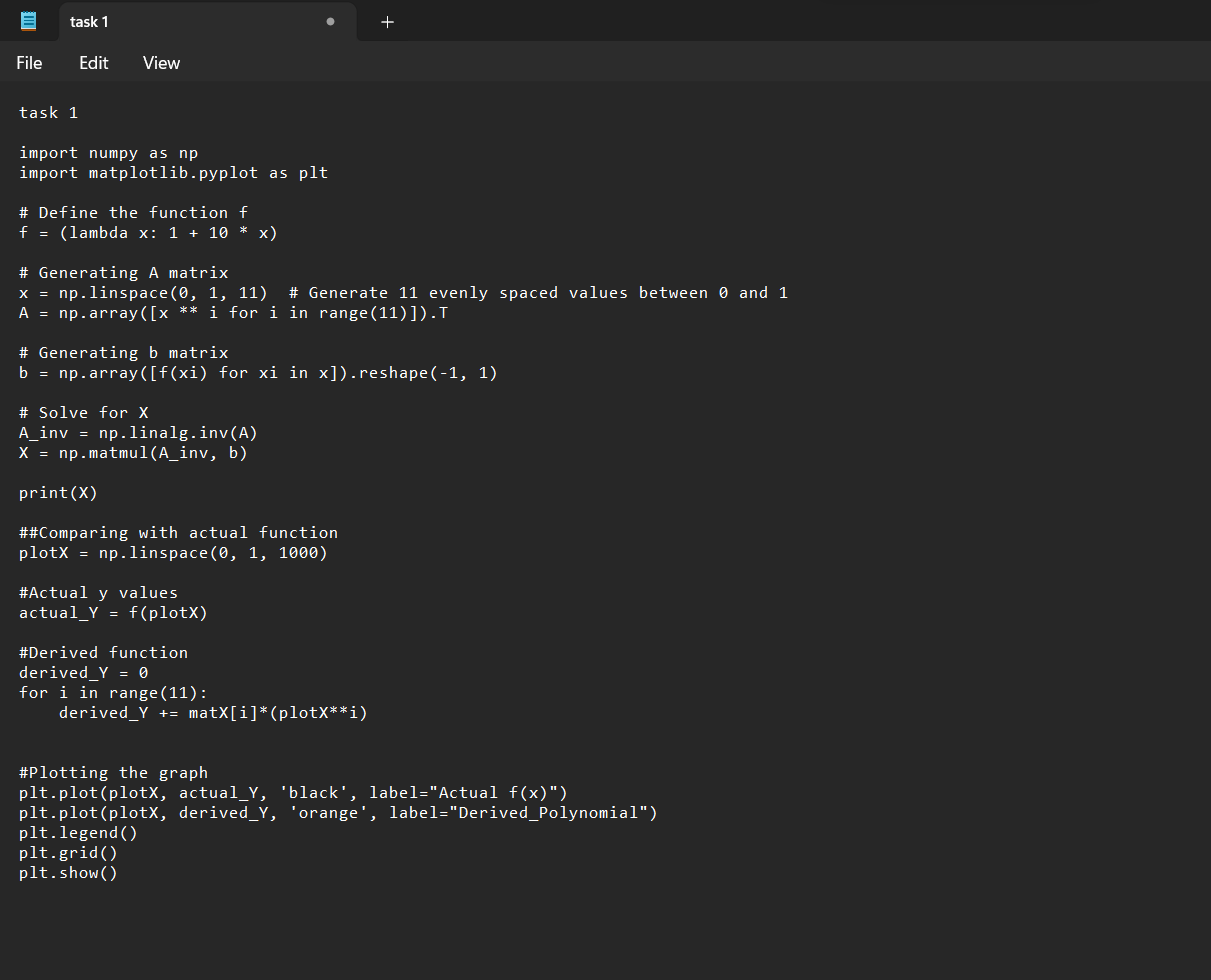 task 1
File Edit View
task 1
import numpy as np
import matplotlib.pyplot as plt
# Define the function f
f = (lambda x: 1 + 10 * x)
# Generating A matrix
x = np.linspace(0, 1, 11)  # Generate 11 evenly spaced values between 0 and 1
A = np.array([x ** i for i in range(11)]).T
# Generating b matrix
b = np.array([f(xi) for xi in x]).reshape(-1, 1)
# Solve for X
A_inv = np.linalg.inv(A)
X = np.matmul(A_inv, b)
print(X)
##Comparing with actual function
plotX = np.linspace(0, 1, 1000)
#Actual y values
actual_Y = f(plotX)
#Derived function
derived_Y = 0
for i in range(11):
    derived_Y += matX[i]*(plotX**i)
#Plotting the graph
plt.plot(plotX, actual_Y, 'black', label="Actual f(x)")
plt.plot(plotX, derived_Y, 'orange', label="Derived_Polynomial")
plt.legend()
plt.grid()
plt.show()